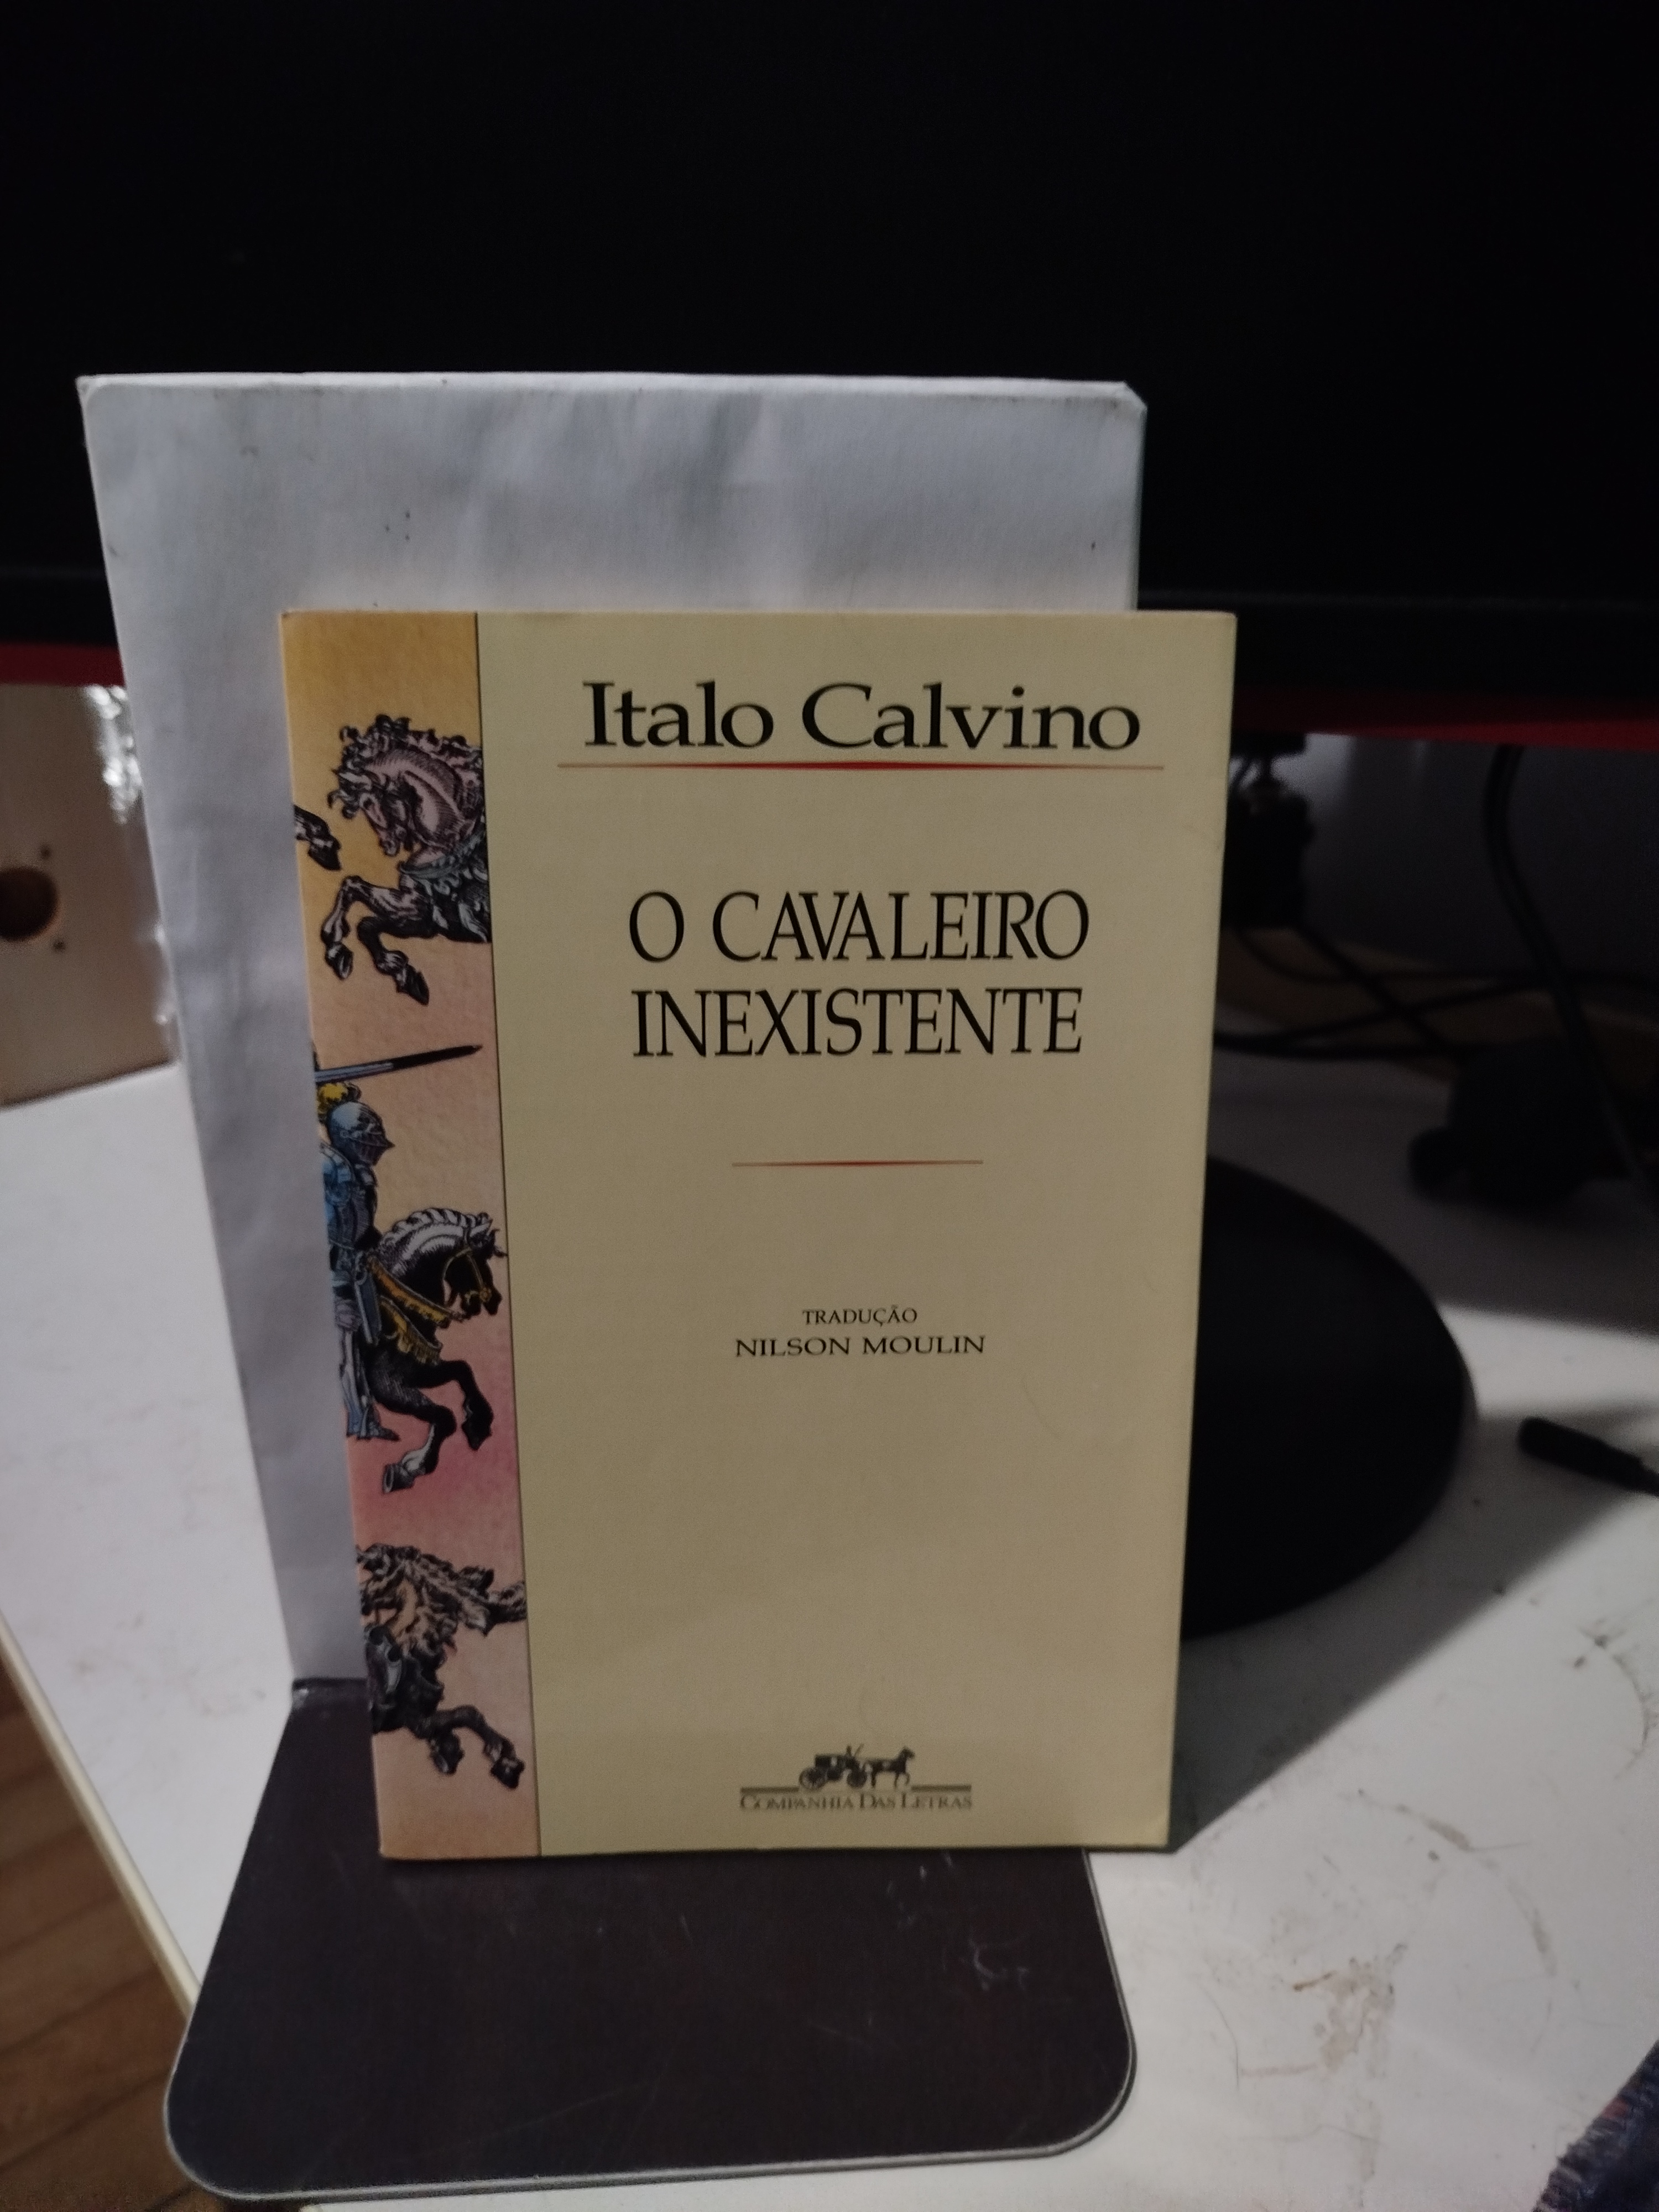 Italo Calvino
O CAVALEIRO
INEXISTENTE
TRADUÇÃO
NILSON MOULIN
COMPANHIA DAS LETRAS